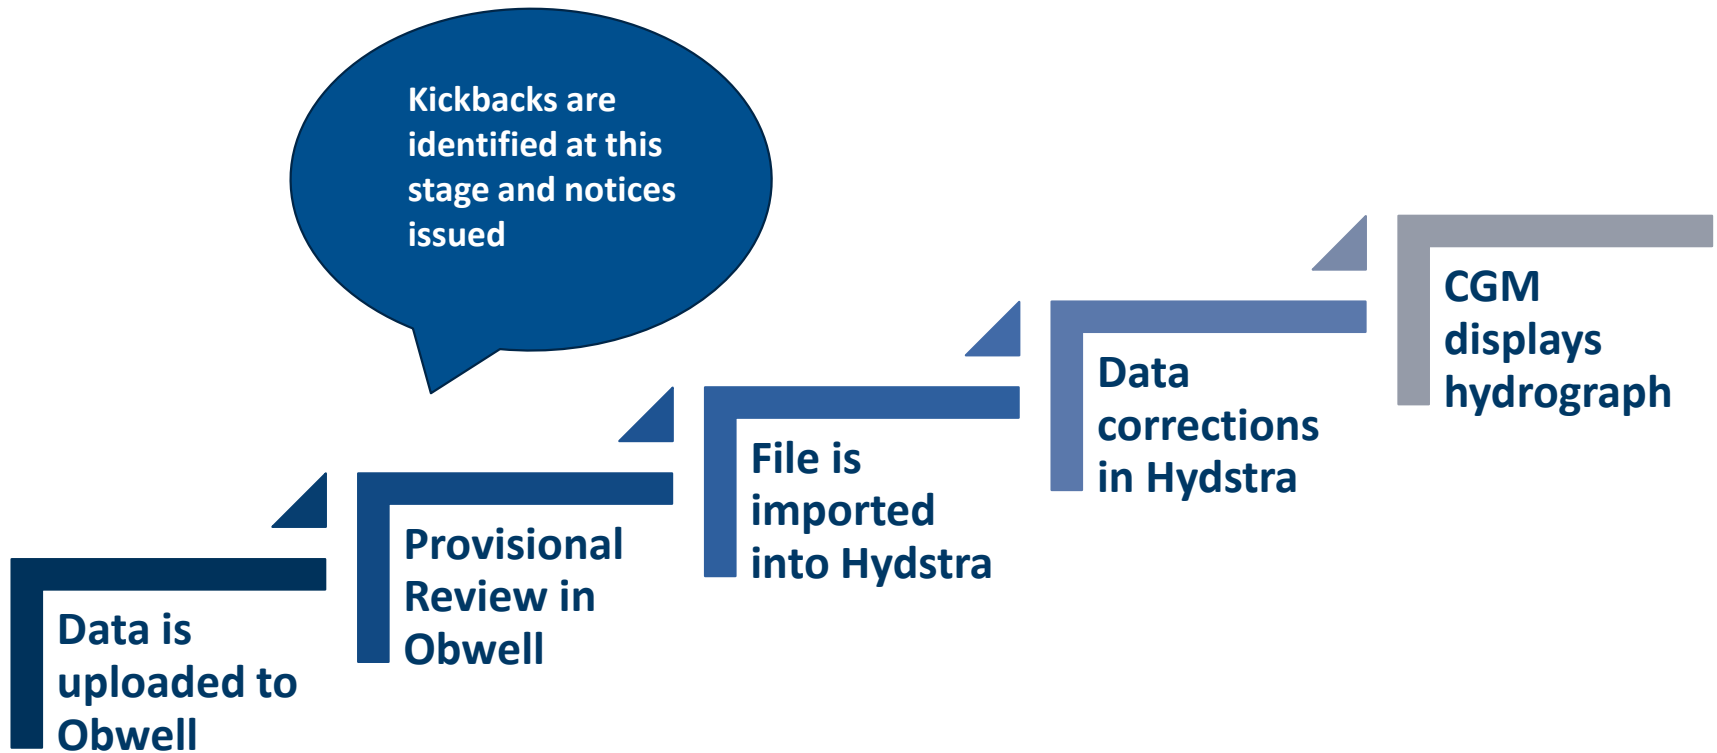 Kickbacks are
identified at this
stage and notices
issued
Data is
uploaded to
Obwell
Provisional
Review in
Obwell
File is
imported
into Hydstra
Data
corrections
in Hydstra
CGM
displays
hydrograph